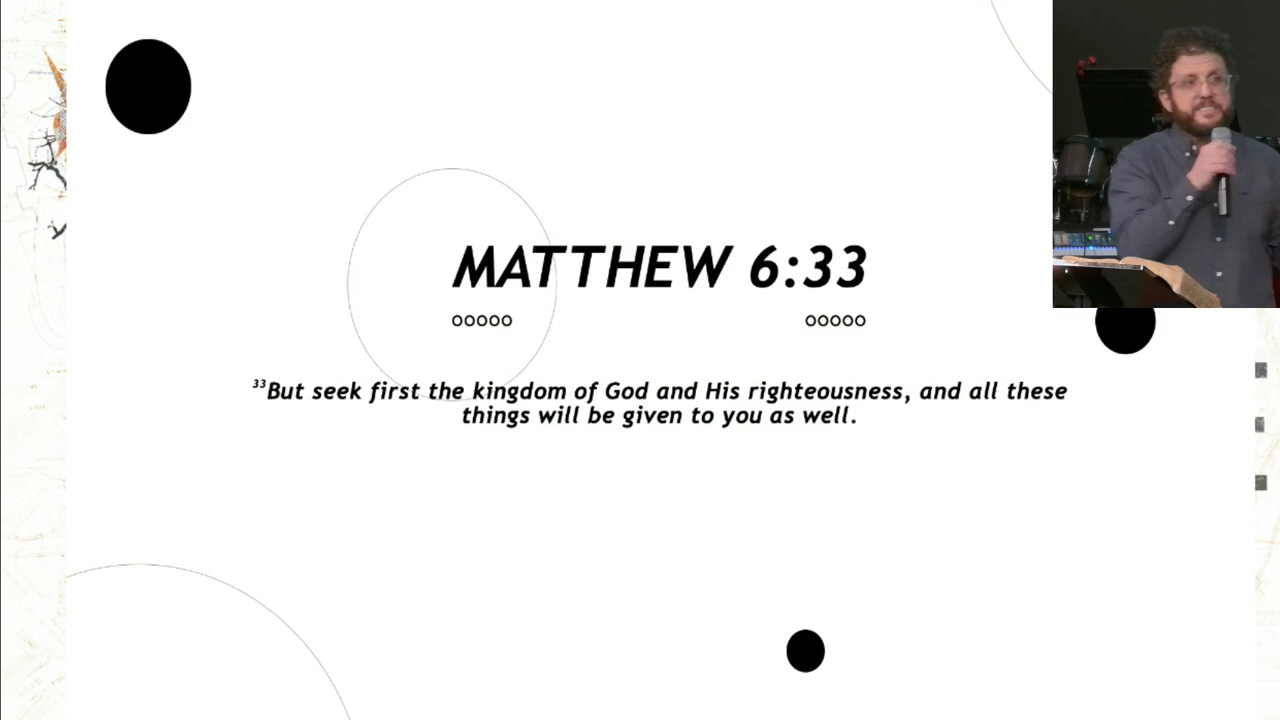 MATTHEW 6:33
ooooo ooooo
33But seek first the kingdom of God and His righteousness, and all these
things will be given to you as well.